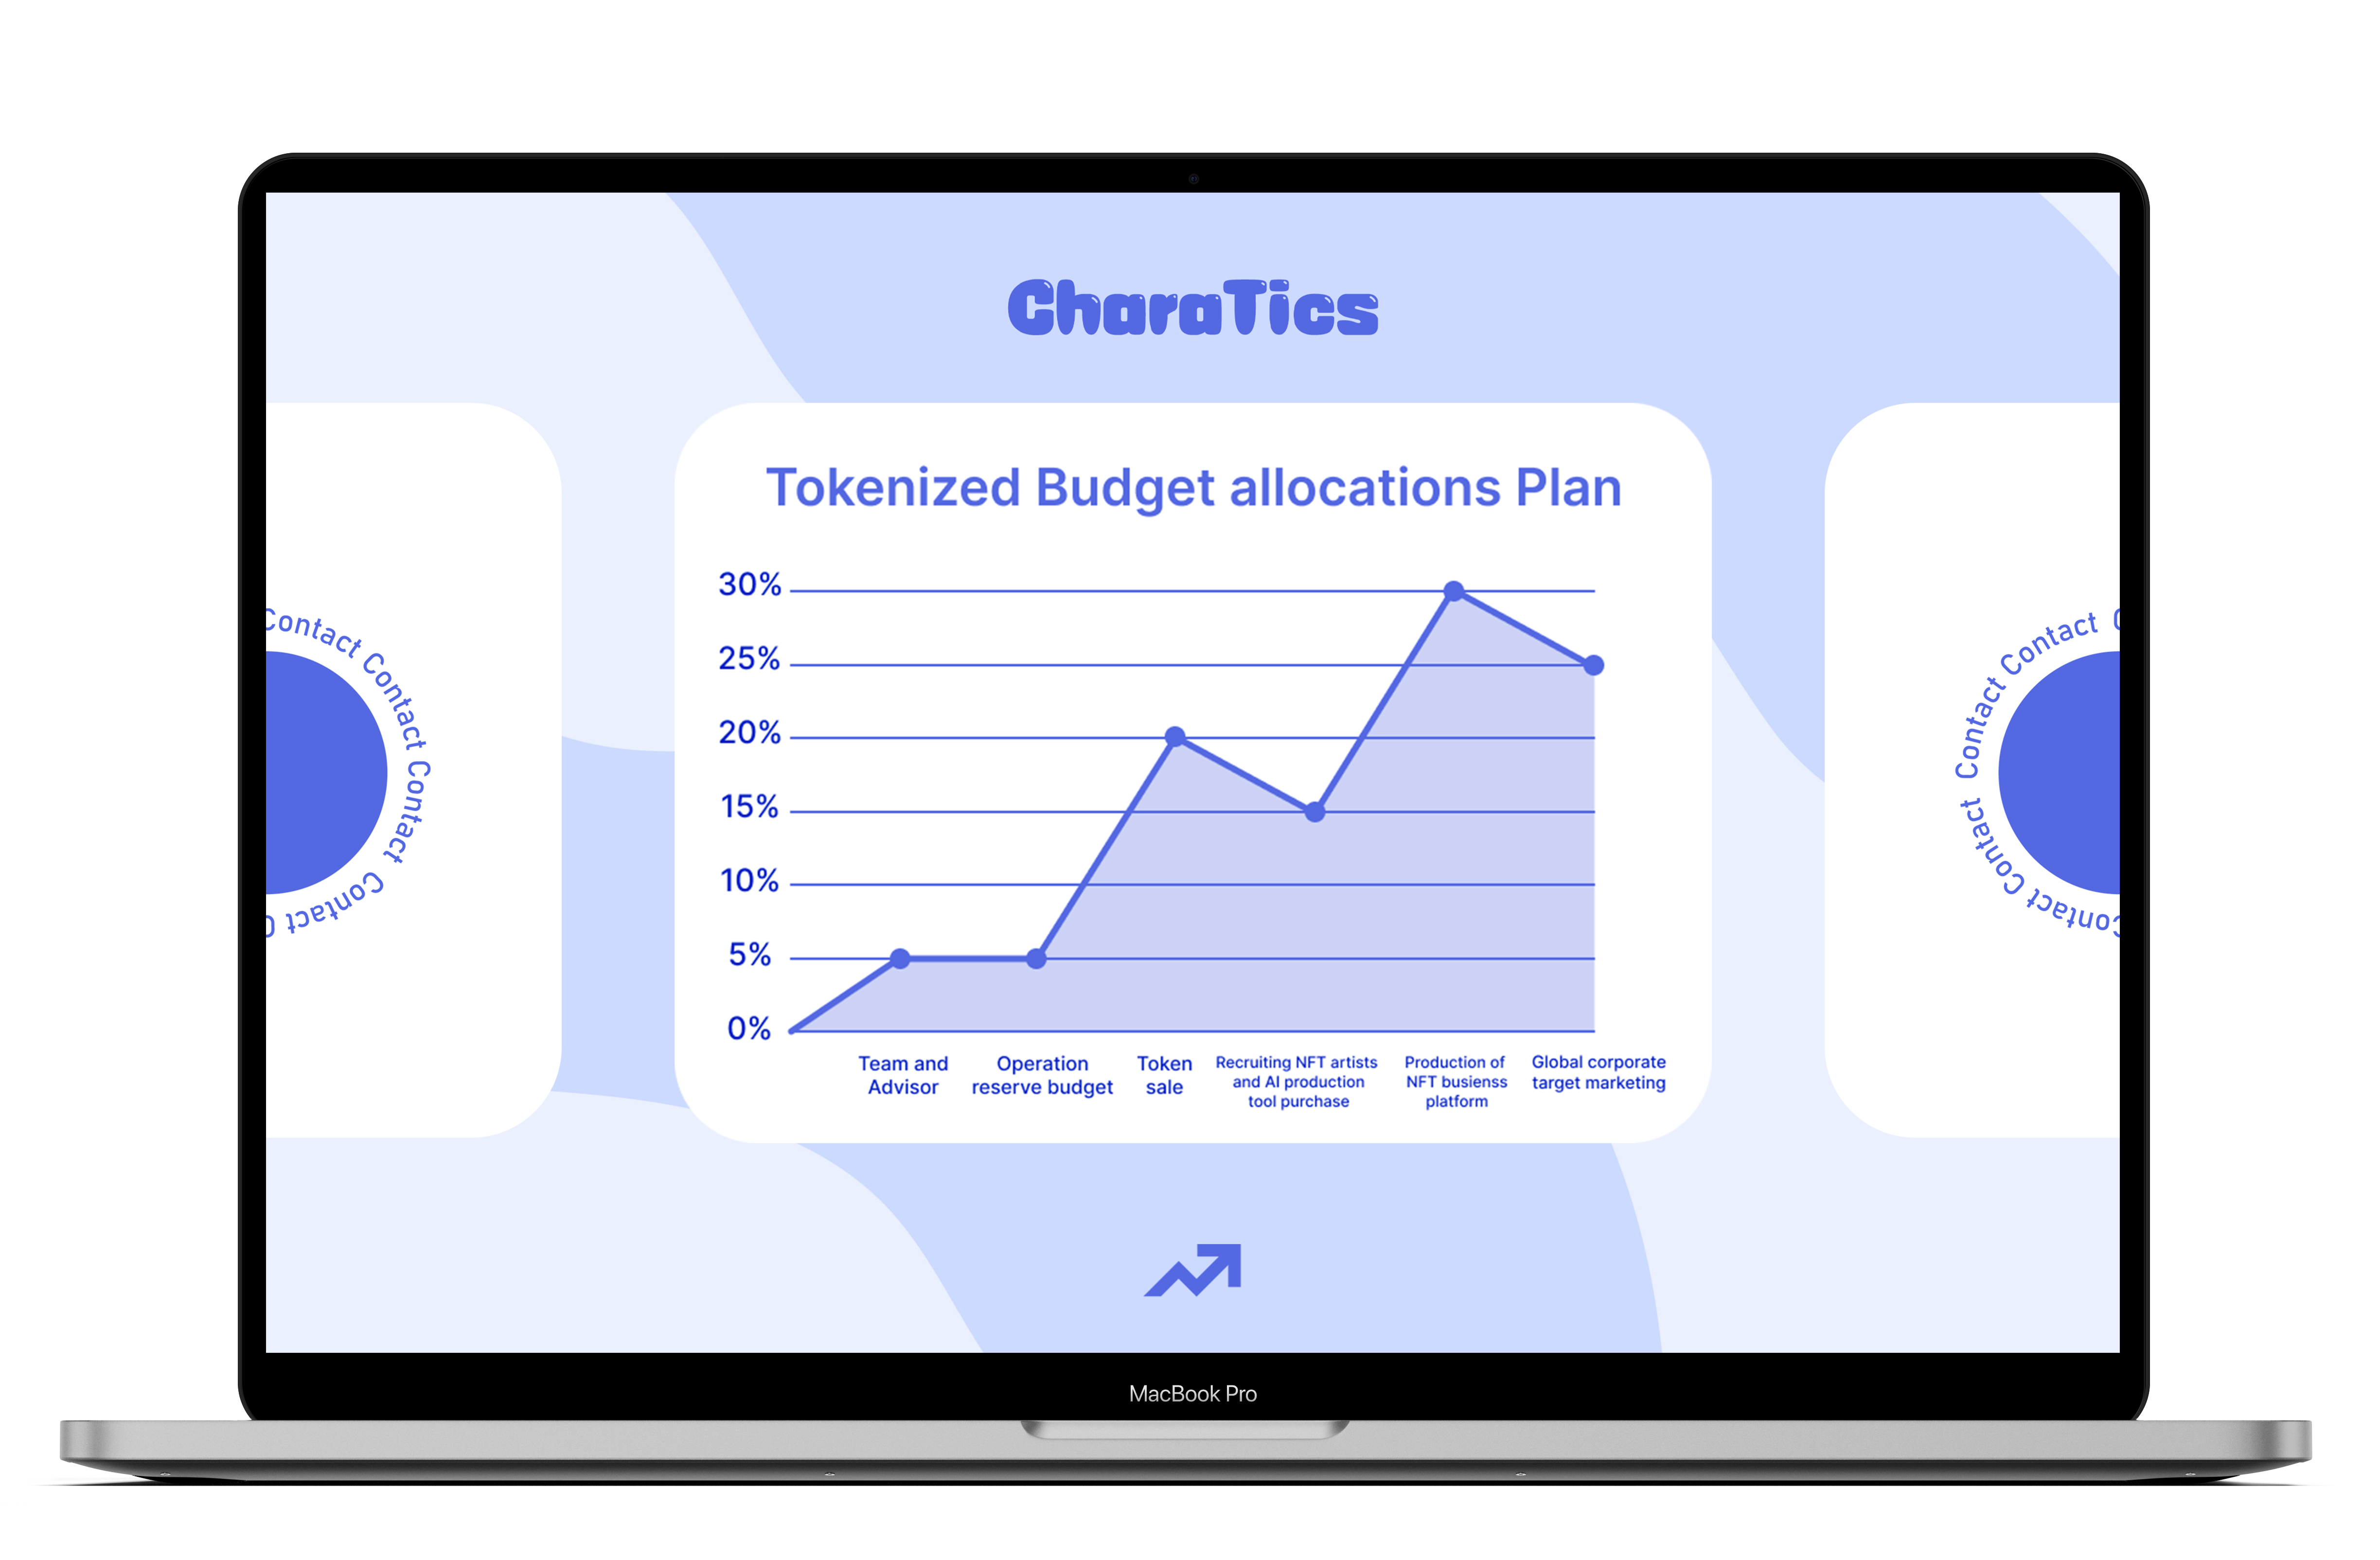 CharaTics
Tokenized Budget allocations Plan
30%
25%
20%
15%
10%
5%
0%
Team and
Advisor
Operation
reserve budget
Token
sale
Recruiting NFT artists
and AI production
tool purchase
Production of
NFT busienss
platform
Global corporate
target marketing
Contact Contact Contact Contact
Contact Contact Contact
MacBook Pro